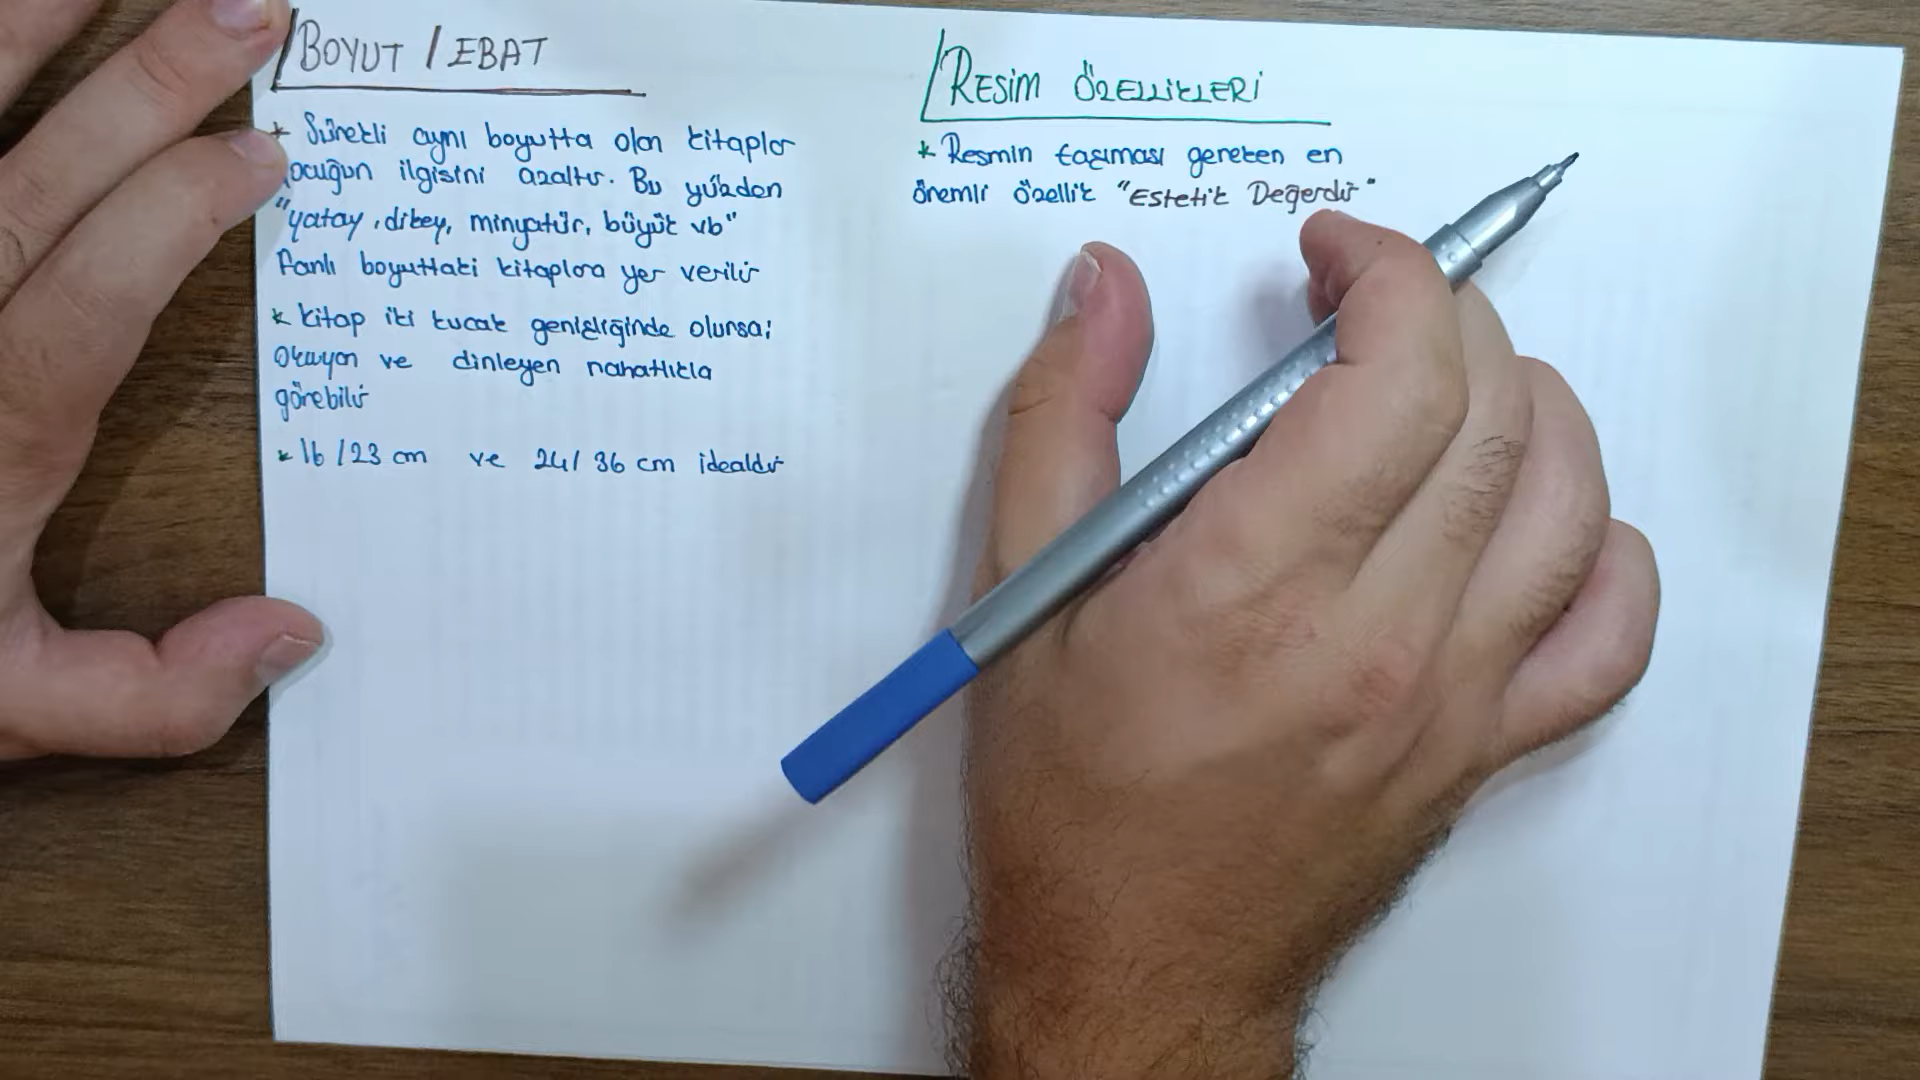 BOYUT / EBAT
* Sürekli aynı boyutta olan kitaplar
çocuğun ilgisini azaltır. Bu yüzden
"yatay, dikey, minyatür, büyük vb"
farklı boyuttaki kitaplara yer verilir
* Kitap iki kucak genişliğinde olursa;
okuyan ve dinleyen rahatlıkla
görebilir
* 16 / 23 cm ve 24 / 36 cm idealdir
RESİM ÖZELLİKLERİ
* Resmin taşıması gereken en
önemli özellik "Estetik Değerdir"